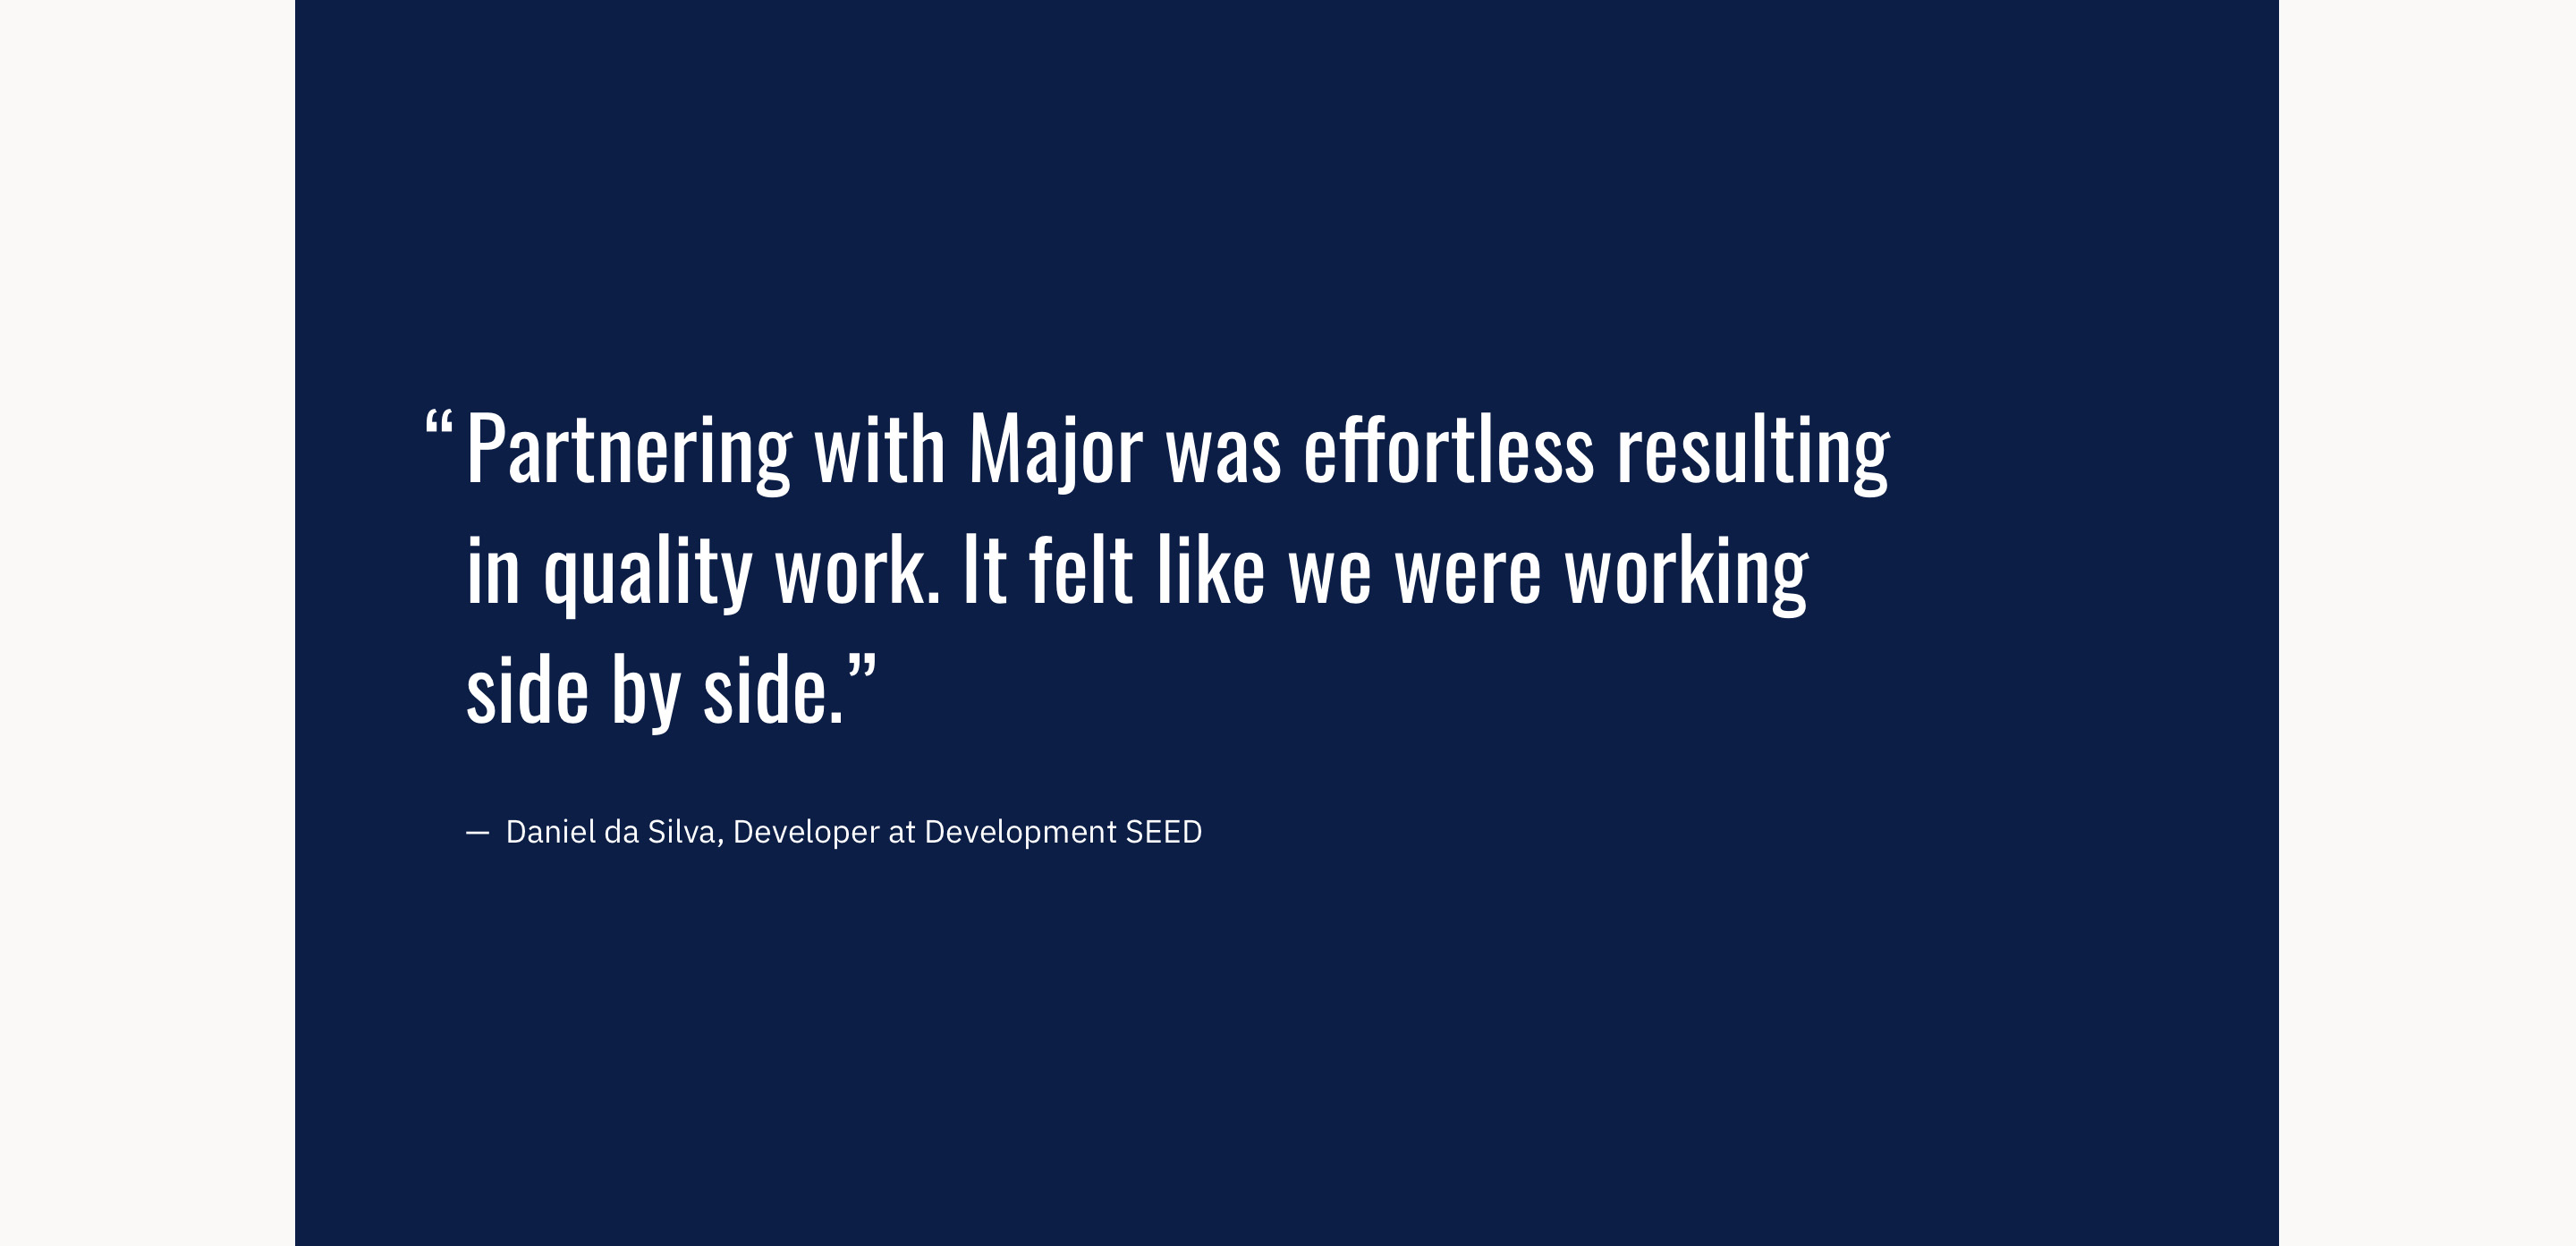 “Partnering with Major was effortless resulting
in quality work. It felt like we were working
side by side.”
— Daniel da Silva, Developer at Development SEED